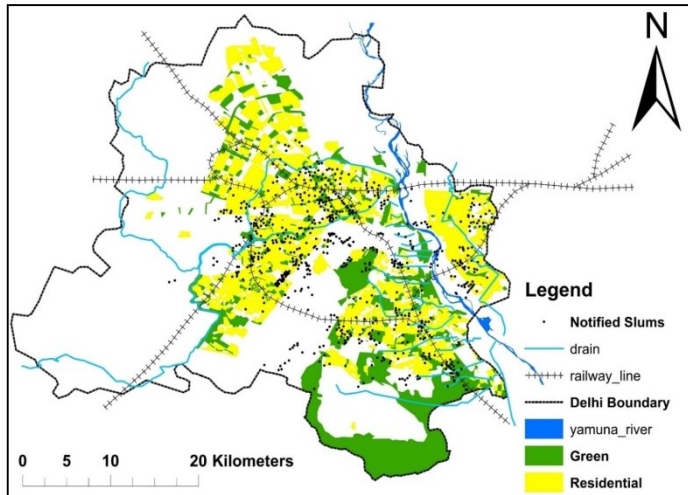 N
Legend
Notified Slums
drain
railway_line
Delhi Boundary
yamuna_river
Green
Residential
0 5 10 20 Kilometers